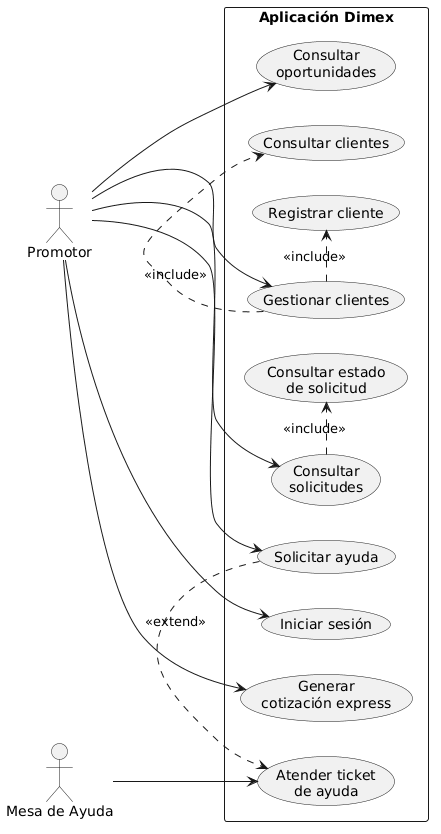 Aplicación Dimex
Consultar
oportunidades
Consultar clientes
Registrar cliente
Promotor
«include»
«include»
Gestionar clientes
Consultar estado
de solicitud
«include»
Consultar
solicitudes
Solicitar ayuda
«extend»
Iniciar sesión
Generar
cotización express
Atender ticket
de ayuda
Mesa de Ayuda